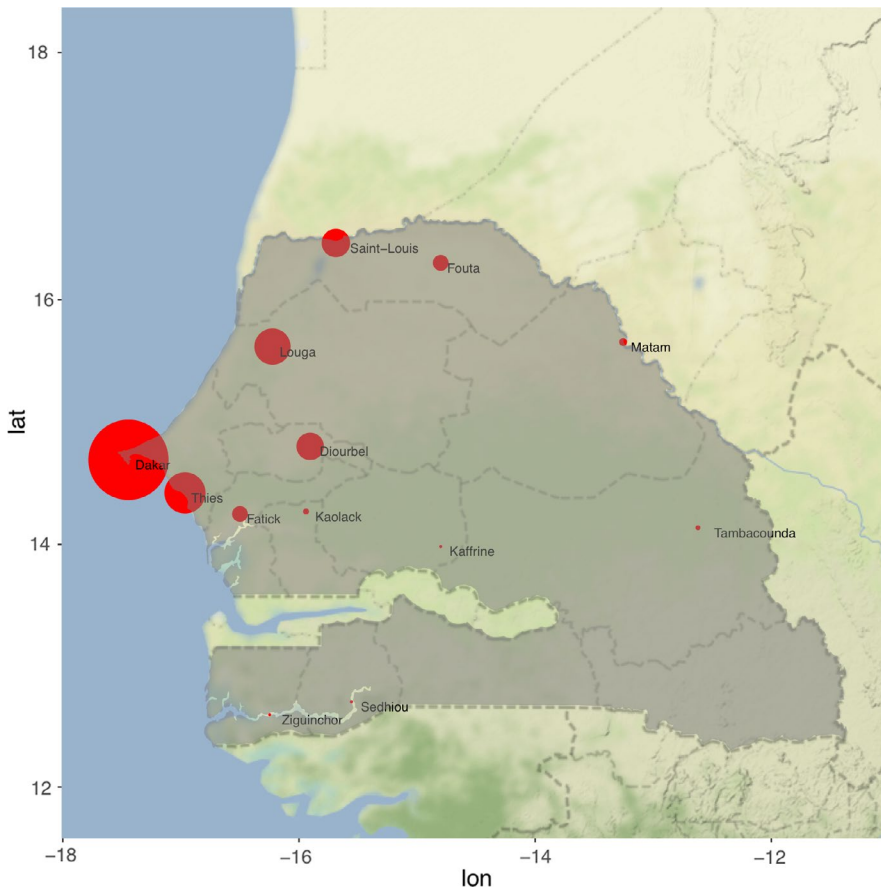 18
16
14
12
lat
Saint–Louis
Fouta
Louga
Matam
Diourbel
Dakar
Thies
Fatick
Kaolack
Kaffrine
Tambacounda
Ziguinchor
Sedhiou
−18
−16
−14
−12
lon